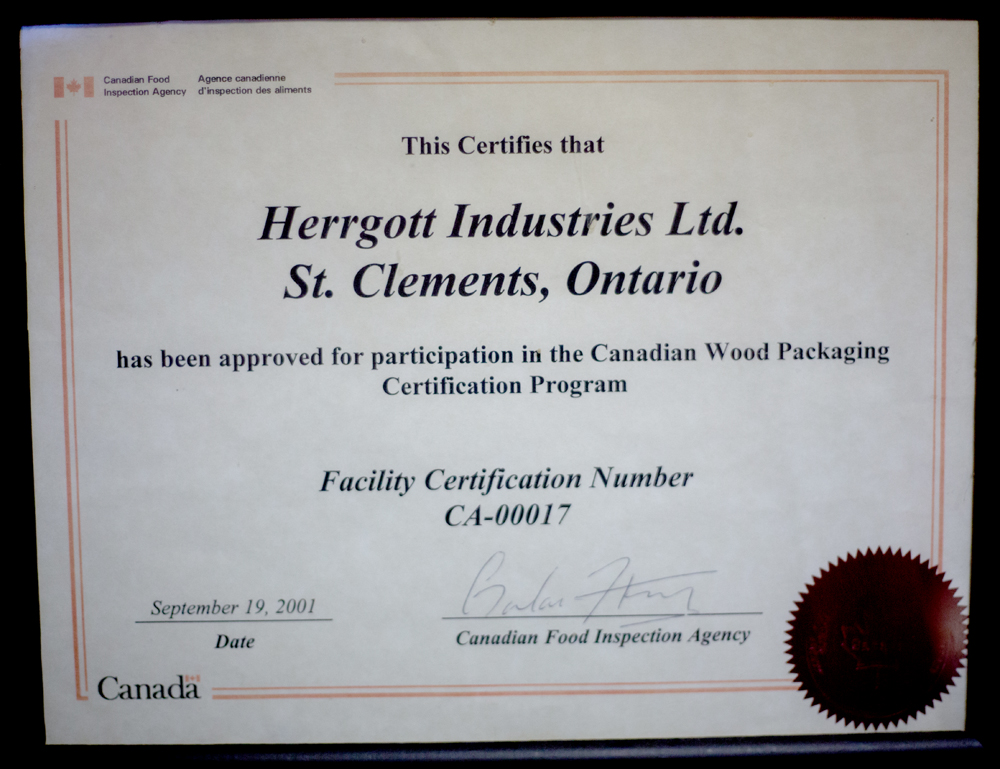 Canadian Food Inspection Agency
Agence canadienne d'inspection des aliments
This Certifies that
Herrgott Industries Ltd.
St. Clements, Ontario
has been approved for participation in the Canadian Wood Packaging
Certification Program
Facility Certification Number
CA-00017
September 19, 2001
Date
Canadian Food Inspection Agency
Canada